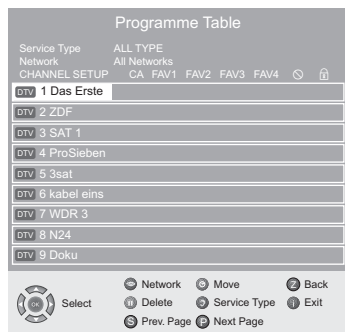 Programme Table
Service Type ALL TYPE
Network All Networks
CHANNEL SETUP CA FAV1 FAV2 FAV3 FAV4
DTV 1 Das Erste
DTV 2 ZDF
DTV 3 SAT 1
DTV 4 ProSieben
DTV 5 3sat
DTV 6 kabel eins
DTV 7 WDR 3
DTV 8 N24
DTV 9 Doku
Network Move Z Back
OK Select Delete Service Type i Exit
S Prev. Page P Next Page